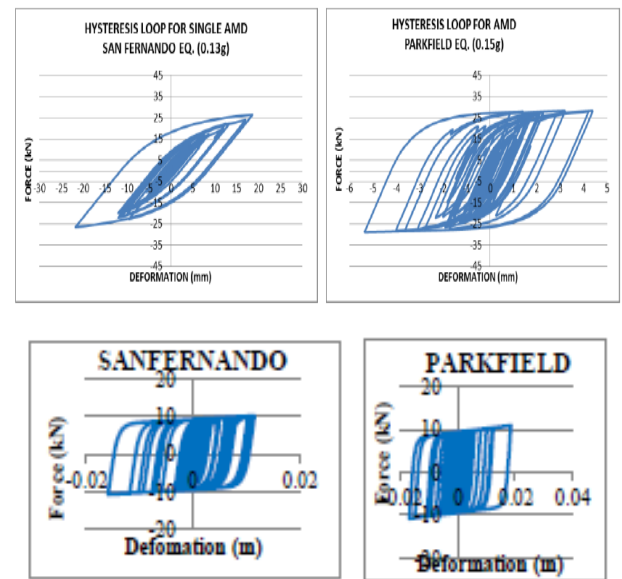 HYSTERESIS LOOP FOR SINGLE AMD
SAN FERNANDO EQ. (0.13g)
45
35
25
15
5
-30 -25 -20 -15 -10 -5 0 5 10 15 20 25 30
-5
-15
-25
-35
-45
FORCE (kN)
DEFORMATION (mm)
HYSTERESIS LOOP FOR AMD
PARKFIELD EQ. (0.15g)
45
35
25
15
5
6 -5 -4 -3 -2 -1 0 1 2 3 4 5
-5
-15
-25
-35
-45
FORCE (kN)
DEFORMATION (mm)
SANFERNANDO
20
10
0
-0.02 0 0.02
-10
-20
Force (kN)
Defomation (m)
PARKFIELD
20
10
0
-0.02 0 0.02 0.04
-10
Force (kN)
Deformation (m)